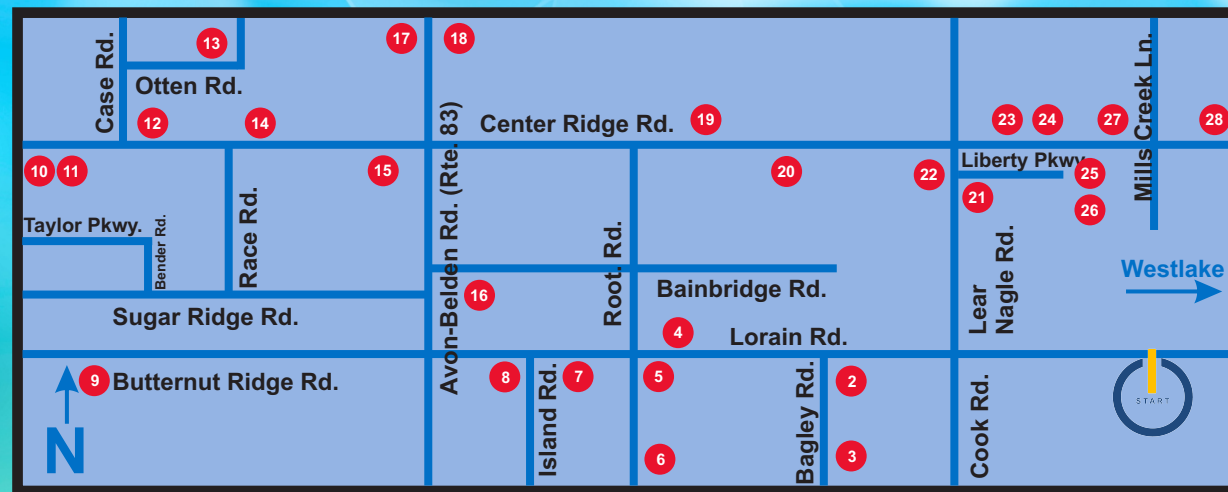 17
18
13
Case Rd.
Otten Rd.
Mills Creek Ln.
12
14
Center Ridge Rd.
19
23
24
27
28
10
11
15
Avon-Belden Rd. (Rte. 83)
20
22
Liberty Pkwy.
25
21
26
Taylor Pkwy.
Bender Rd.
Race Rd.
Root. Rd.
Lear
Nagle Rd.
Westlake
16
Bainbridge Rd.
Sugar Ridge Rd.
4
Lorain Rd.
9
Butternut Ridge Rd.
8
Island Rd.
7
5
Bagley Rd.
2
Cook Rd.
START
N
6
3